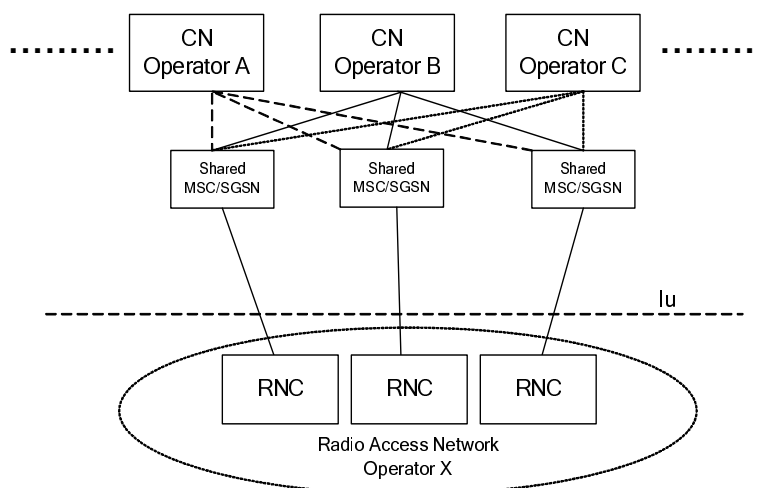 CN
Operator A
CN
Operator B
CN
Operator C
Shared
MSC/SGSN
Shared
MSC/SGSN
Shared
MSC/SGSN
Iu
RNC
RNC
RNC
Radio Access Network
Operator X